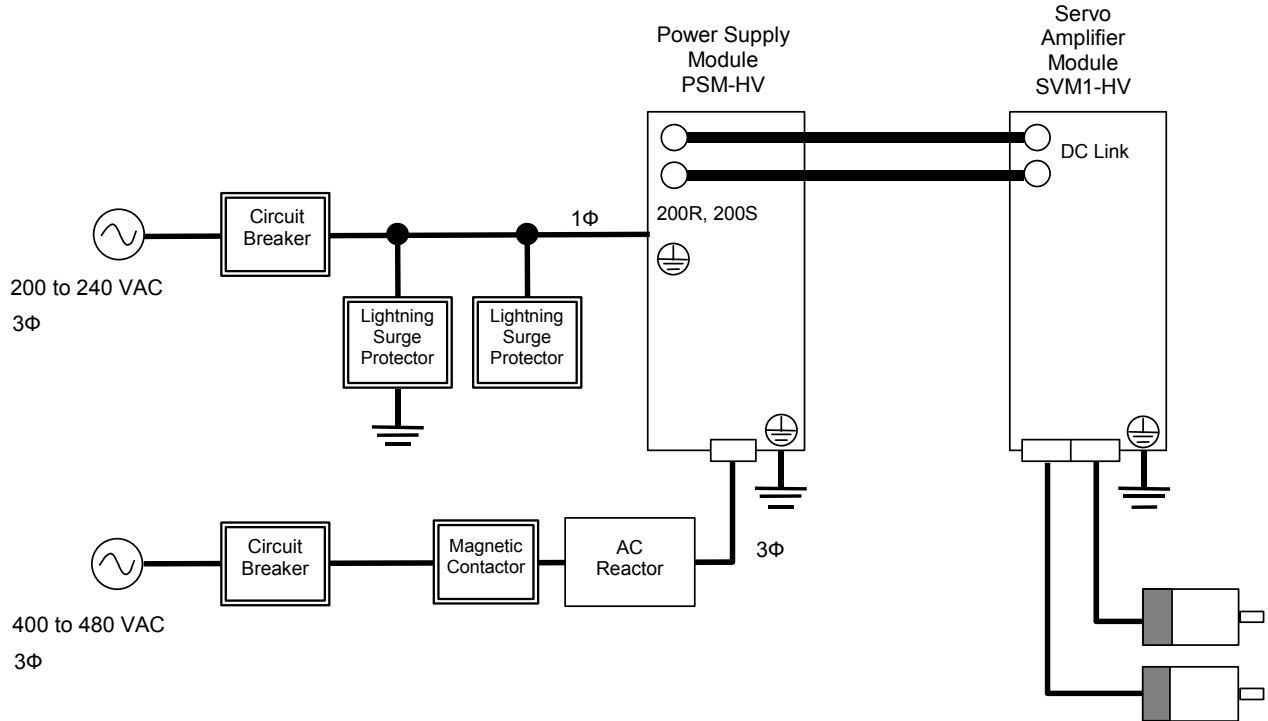 Servo
Amplifier
Module
SVM1-HV
Power Supply
Module
PSM-HV
DC Link
200R, 200S
1Φ
Circuit
Breaker
200 to 240 VAC
3Φ
Lightning
Surge
Protector
Lightning
Surge
Protector
Circuit
Breaker
Magnetic
Contactor
AC
Reactor
3Φ
400 to 480 VAC
3Φ